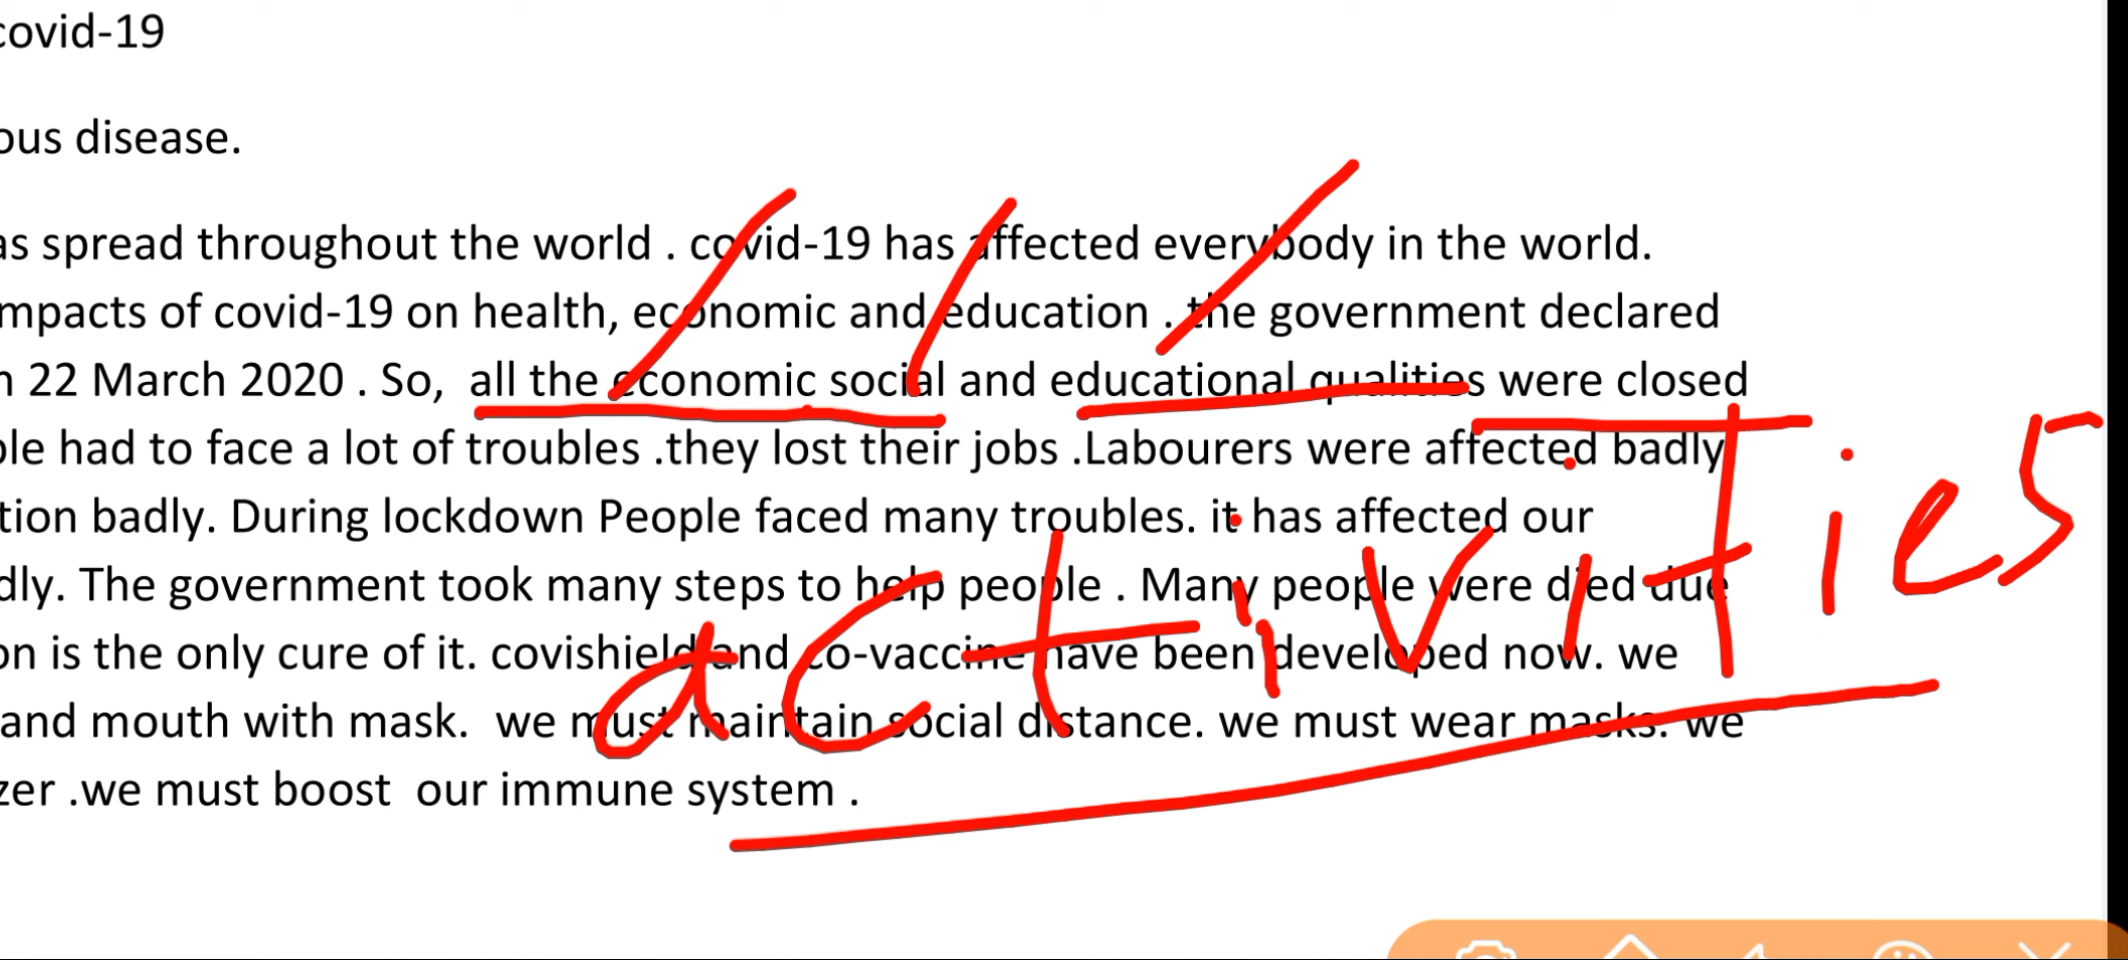 covid-19
ous disease.
as spread throughout the world . covid-19 has affected everybody in the world.
mpacts of covid-19 on health, economic and education . the government declared
n 22 March 2020 . So,  all the economic social and educational qualities were closed
ple had to face a lot of troubles .they lost their jobs .Labourers were affected badly
tion badly. During lockdown People faced many troubles. it has affected our
dly. The government took many steps to help people . Many people were died due
on is the only cure of it. covishield and co-vaccine have been developed now. we
and mouth with mask.  we must maintain social distance. we must wear masks. we
zer .we must boost  our immune system .
activiTies